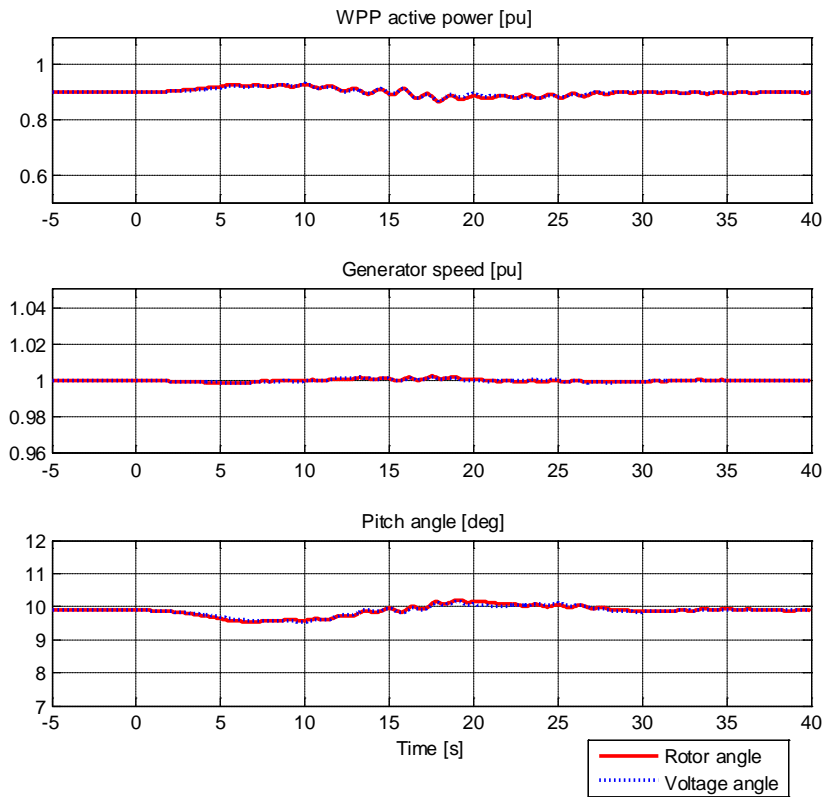 WPP active power [pu]
1
0.8
0.6
-5 0 5 10 15 20 25 30 35 40
Generator speed [pu]
1.04
1.02
1
0.98
0.96
-5 0 5 10 15 20 25 30 35 40
Pitch angle [deg]
12
11
10
9
8
7
-5 0 5 10 15 20 25 30 35 40
Time [s]
Rotor angle
Voltage angle